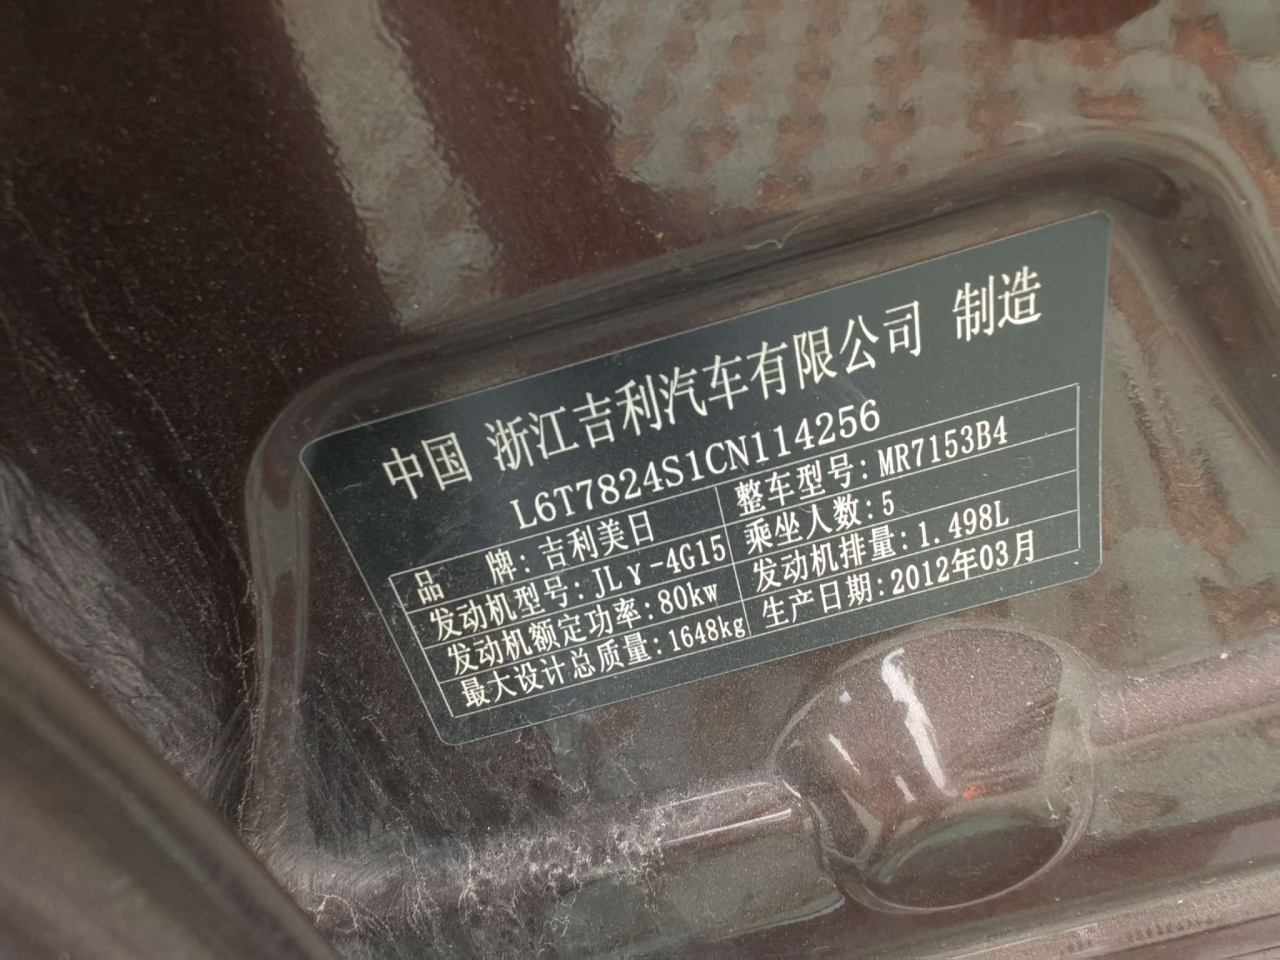 中国 浙江吉利汽车有限公司 制造
L6T7824S1CN114256
品 牌:吉利美日 整车型号:MR7153B4
发动机型号:JLγ-4G15 乘坐人数:5
发动机额定功率:80kw 发动机排量:1.498L
最大设计总质量:1648kg 生产日期:2012年03月